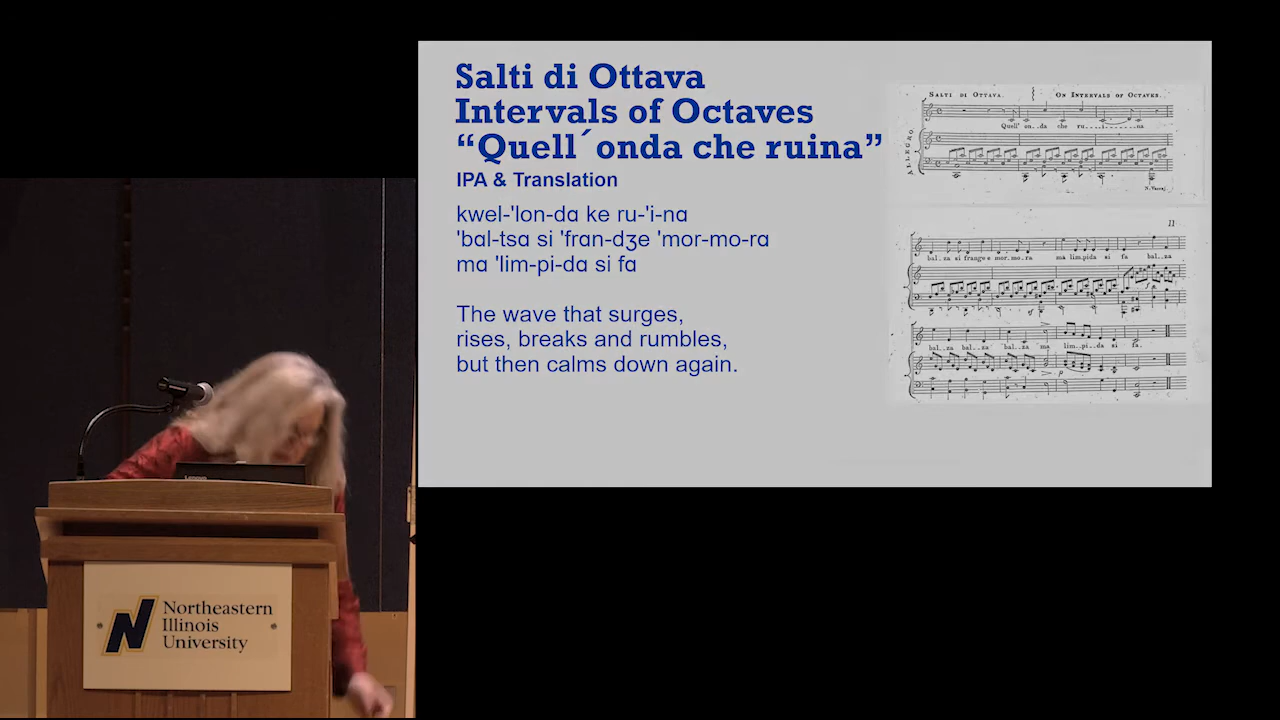 Salti di Ottava
Intervals of Octaves
“Quell´onda che ruina”
IPA & Translation
kwel-'lon-dɑ ke ru-'i-nɑ
'bɑl-tsɑ si 'frɑn-dʒe 'mor-mo-rɑ
mɑ 'lim-pi-dɑ si fɑ
The wave that surges,
rises, breaks and rumbles,
but then calms down again.
SALTI DI OTTAVA.
ON INTERVALS OF OCTAVES.
ALLEGRO
Quell' on..da che ru....i.........na
N. Vaccaj.
11
bal..za si frange e mor..mo..ra ma lim..pida si fa bal..za
bal..za bal..za bal..za ma lim..pi..da si fa.
Lenovo
Northeastern
Illinois
University